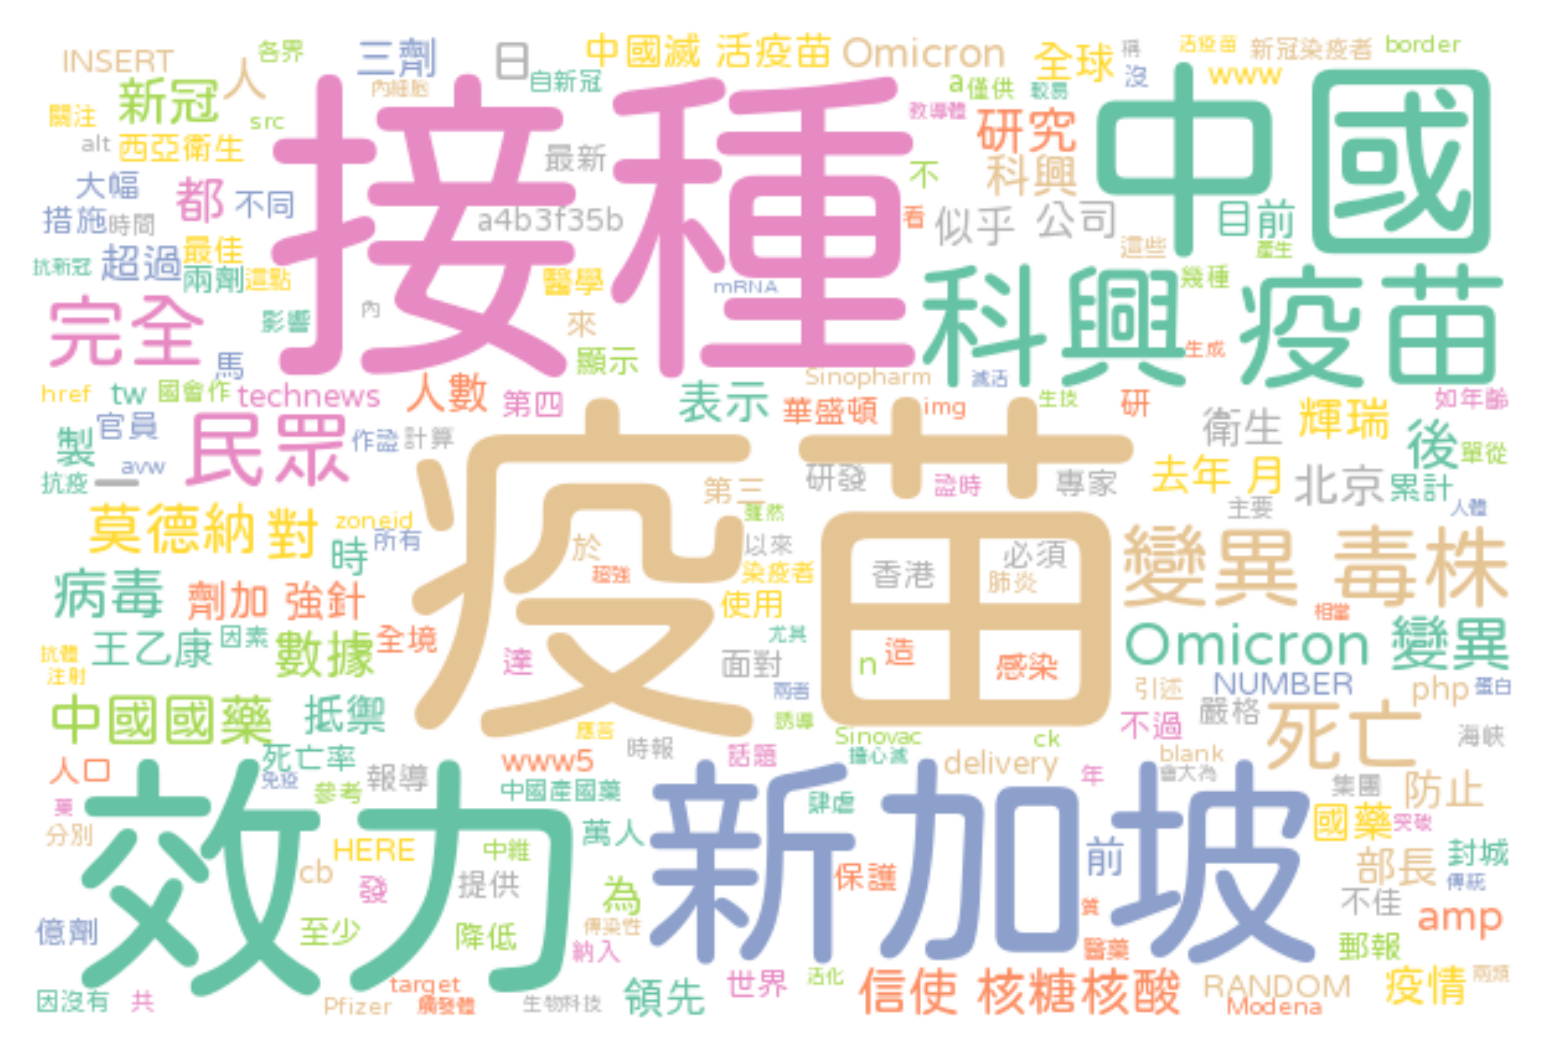 INSERT 人 各界 三劑 日 中國滅 活疫苗 Omicron 全球 稱 活疫苗 新冠染疫者 border
新冠 內細胞 自新冠 a 僅供 較易 沒 www
關注 src 接種 教導體 研究 中國
alt 西亞衛生 最新 不 科興
大幅 都 不同 a4b3f35b 看 似乎 公司 目前
措施 時間 最佳 這些 產生
抗新冠 超過 兩劑 這點 醫學 mRNA 科興 疫苗 幾種
完全 影響 內 來 生成
馬 顯示 Sinopharm 滅活
href tw 國會作 technews 人數 第四 表示 華盛頓 img 生技 研 如年齡
製 官員 民眾 作證 計算 疫苗 衛生 輝瑞 後 單從
抗疫 一 avw 第三 研發 證時 專家 去年 月 北京 累計
莫德納 對 zoneid 雖然 主要 人體
時 所有 於 以來 必須 變異 毒株
病毒 劑加 強針 超強 染疫者 香港 肺炎
使用 相當
抗體 王乙康 因素 數據 全境 尤其 造 Omicron 變異
注射 達 面對 n 感染
兩者 引述 NUMBER php 蛋白
中國國藥 抵禦 應答 誘導 不過 嚴格 死亡 海峽
死亡率 時報 Sinovac ck
人口 免疫 報導 www5 話題 擔心滅 delivery 年 blank 會大為 集團 防止
藥 效力 參考 中國產國藥 新加坡 肆虐 國藥 突破
分別 HERE 中維 萬人 前 部長 封城
cb 發 提供 為 保護 傳統
億劑 至少 降低 傳染性 質 不佳 amp
納入 醫藥 郵報
因沒有 共 target 觸發體 領先 世界 活化 信使 核糖核酸 RANDOM 疫情 兩類
Pfizer 生物科技 Modena